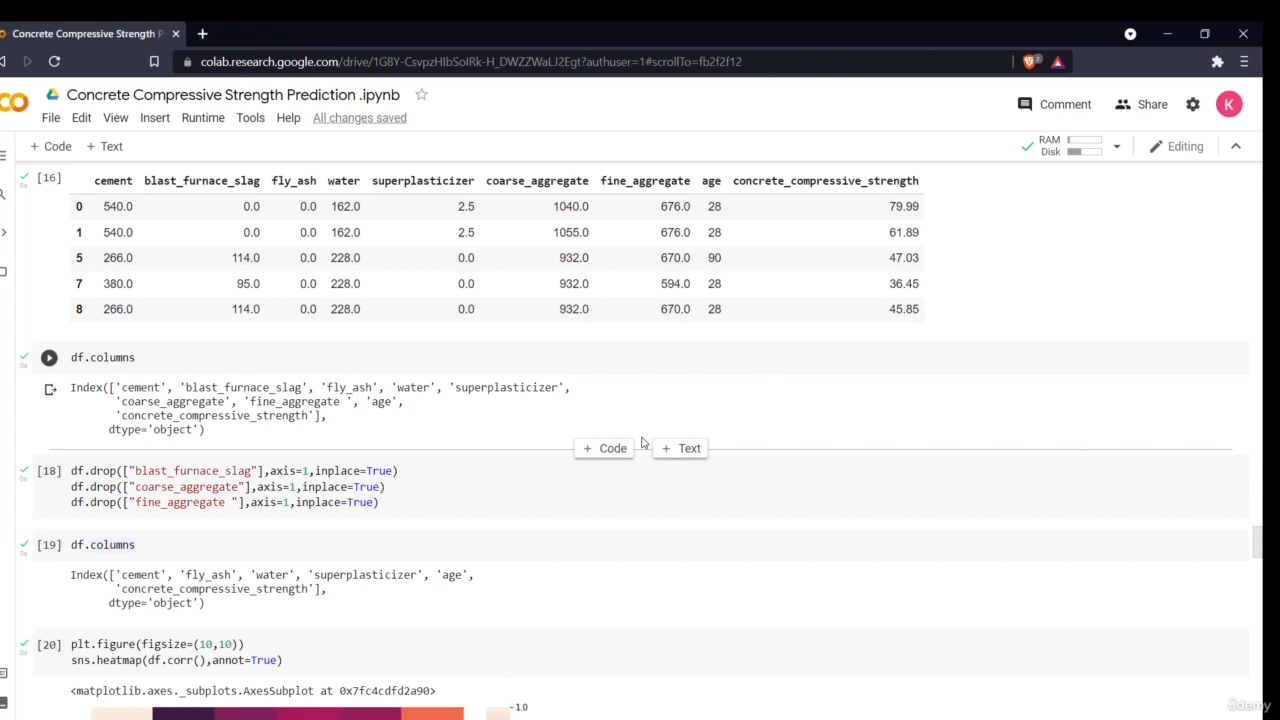 Concrete Compressive Strength P
colab.research.google.com/drive/1G8Y-CsvpzHIbSoIRk-H_DWZZWaLJ2Egt?authuser=1#scrollTo=fb2f2f12
2
Concrete Compressive Strength Prediction .ipynb
Comment
Share
K
File Edit View Insert Runtime Tools Help All changes saved
+ Code + Text
RAM
Disk
Editing
[16]
0s
cement blast_furnace_slag fly_ash water superplasticizer coarse_aggregate fine_aggregate age concrete_compressive_strength
0 540.0 0.0 0.0 162.0 2.5 1040.0 676.0 28 79.99
1 540.0 0.0 0.0 162.0 2.5 1055.0 676.0 28 61.89
5 266.0 114.0 0.0 228.0 0.0 932.0 670.0 90 47.03
7 380.0 95.0 0.0 228.0 0.0 932.0 594.0 28 36.45
8 266.0 114.0 0.0 228.0 0.0 932.0 670.0 28 45.85
0s
df.columns
Index(['cement', 'blast_furnace_slag', 'fly_ash', 'water', 'superplasticizer',
'coarse_aggregate', 'fine_aggregate ', 'age',
'concrete_compressive_strength'],
dtype='object')
+ Code + Text
[18] df.drop(["blast_furnace_slag"],axis=1,inplace=True)
0s
df.drop(["coarse_aggregate"],axis=1,inplace=True)
df.drop(["fine_aggregate "],axis=1,inplace=True)
[19] df.columns
0s
Index(['cement', 'fly_ash', 'water', 'superplasticizer', 'age',
'concrete_compressive_strength'],
dtype='object')
[20] plt.figure(figsize=(10,10))
0s
sns.heatmap(df.corr(),annot=True)
<matplotlib.axes._subplots.AxesSubplot at 0x7fc4cdfd2a90>
1.0
ûdemy